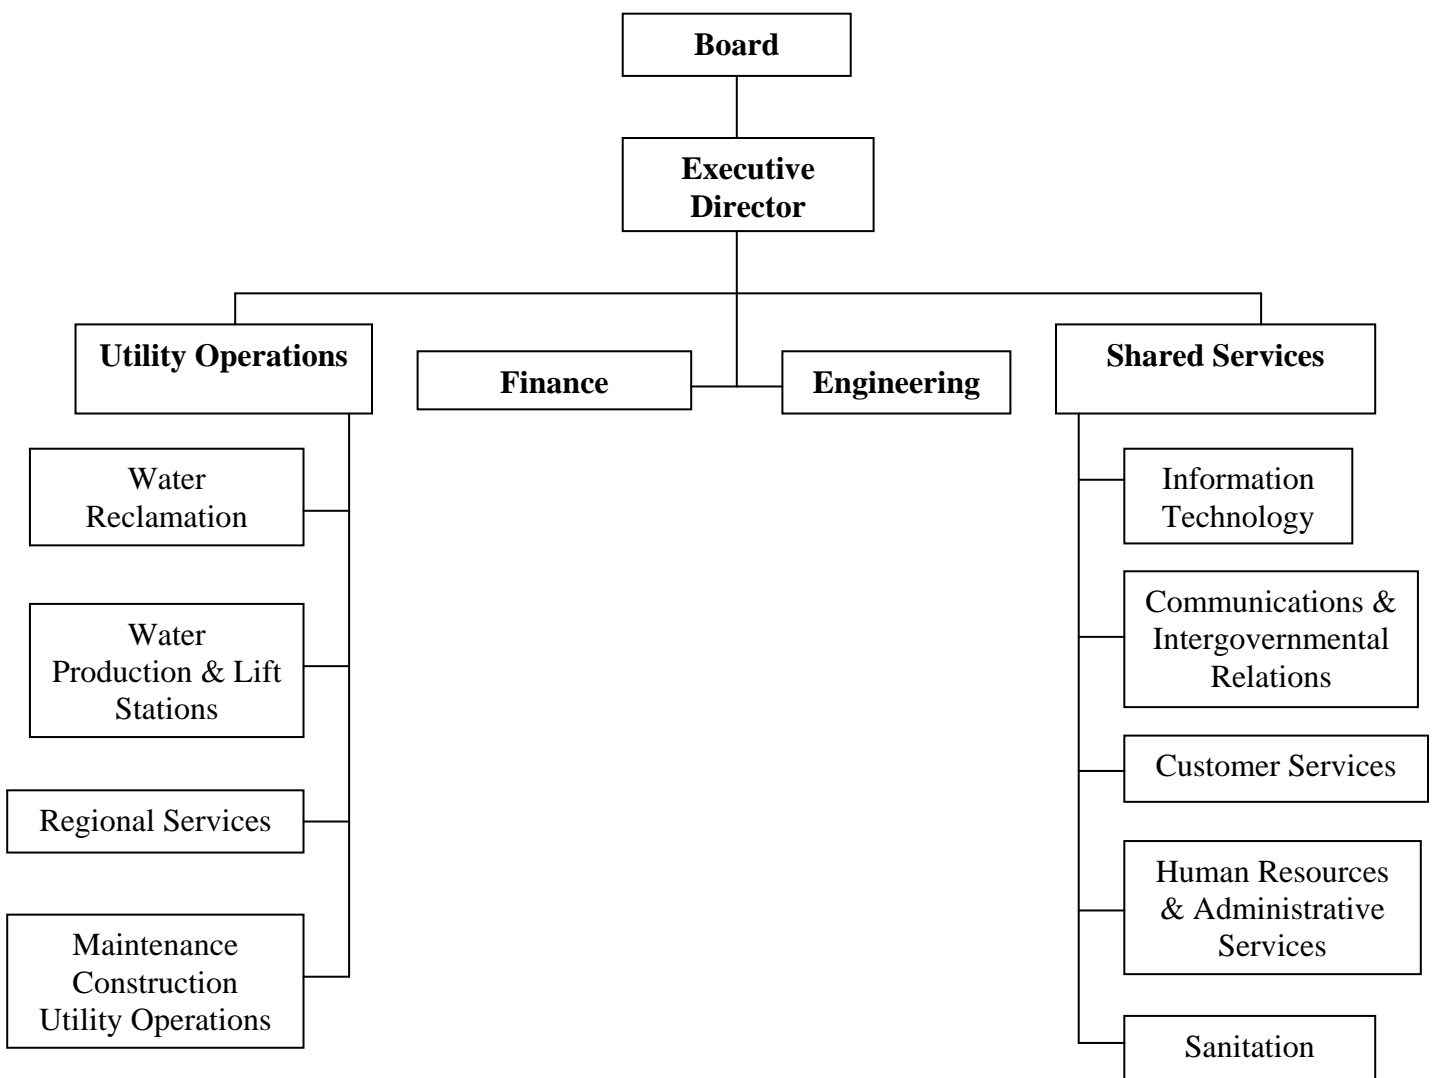 Board
Executive
Director
Utility Operations
Finance
Engineering
Shared Services
Water
Reclamation
Water
Production & Lift
Stations
Regional Services
Maintenance
Construction
Utility Operations
Information
Technology
Communications &
Intergovernmental
Relations
Customer Services
Human Resources
& Administrative
Services
Sanitation